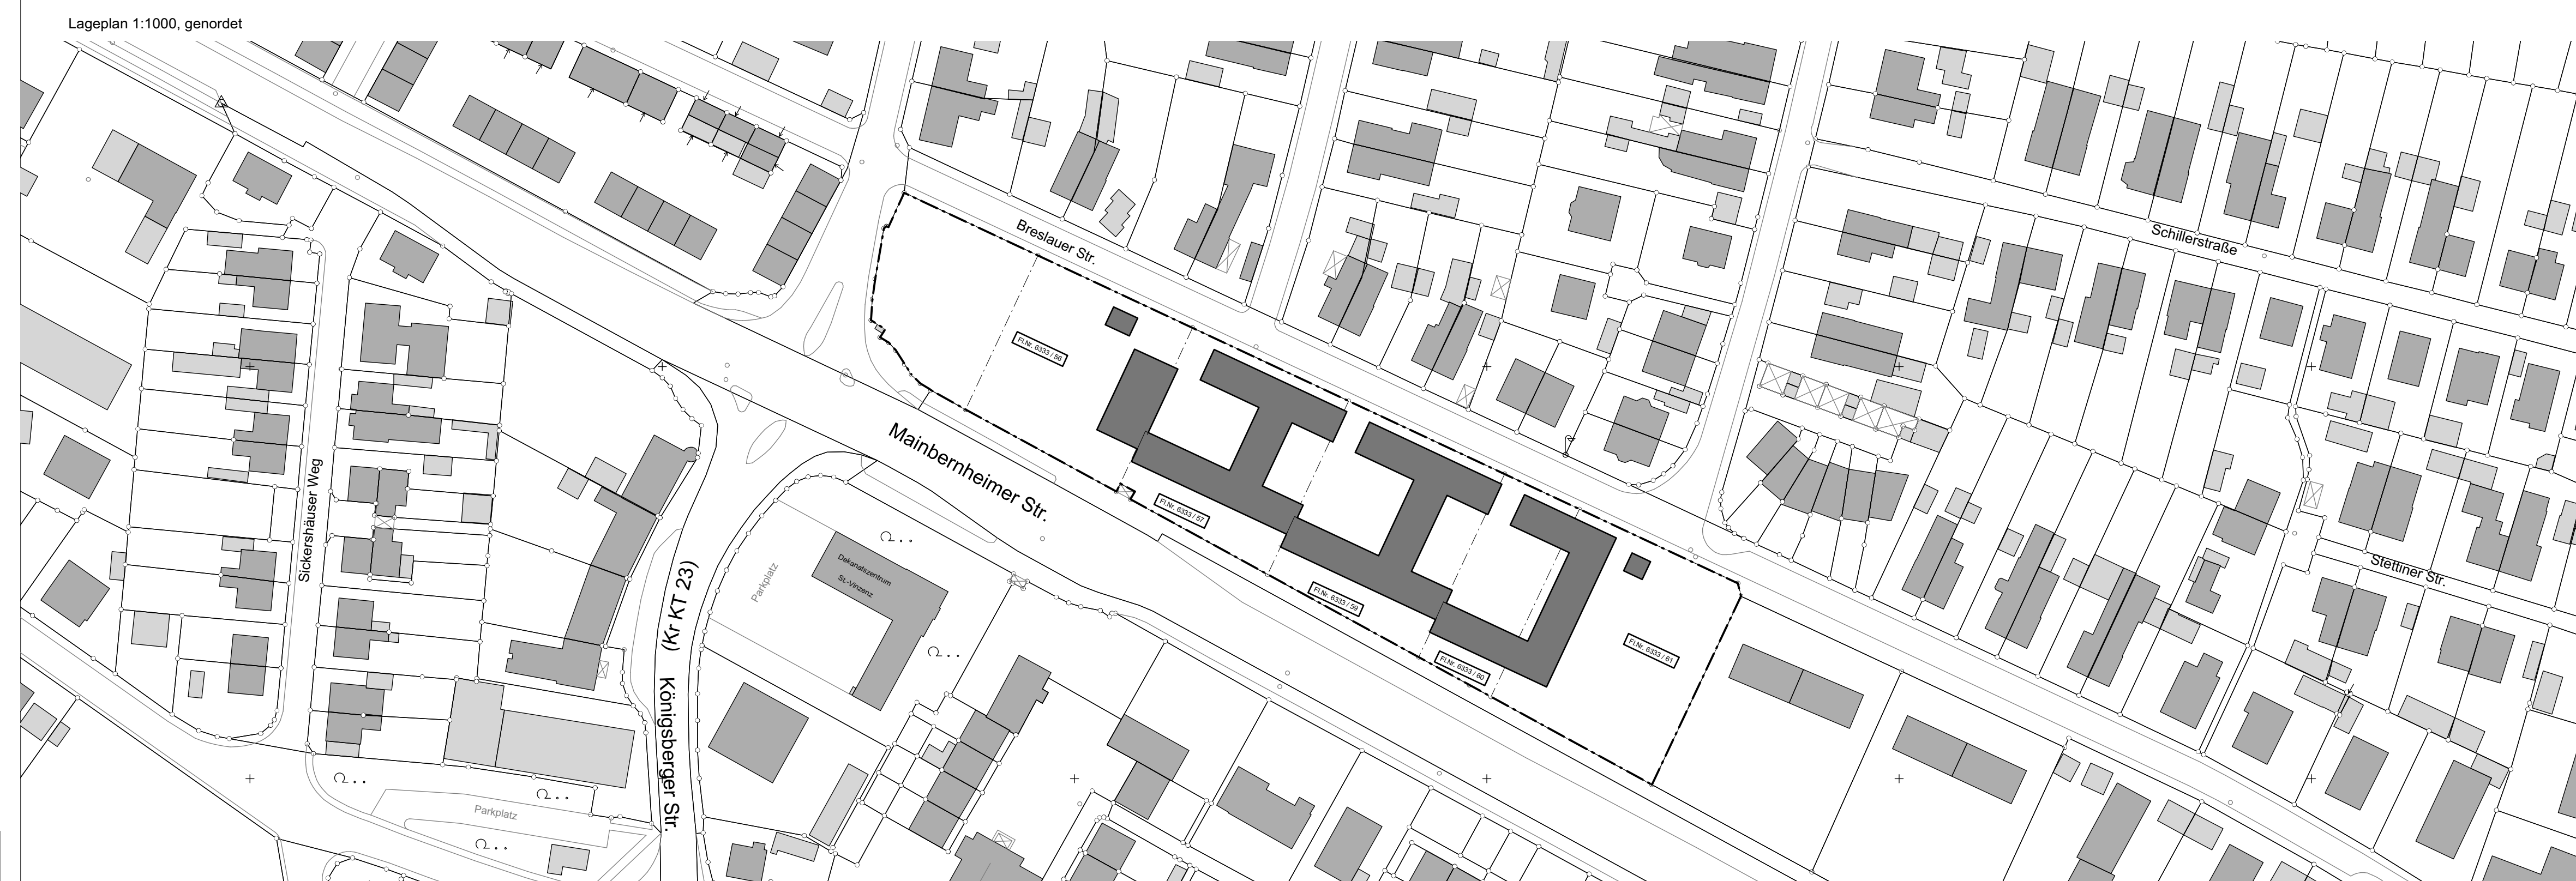 Lageplan 1:1000, genordet
Breslauer Str.
Schillerstraße
Fl.Nr. 6333 / 56
Mainbernheimer Str.
Fl.Nr. 6333 / 57
Sickershäuser Weg
Dekanatszentrum
St.-Vinzenz
Parkplatz
Stettiner Str.
Fl.Nr. 6333 / 59
Fl.Nr. 6333 / 61
Fl.Nr. 6333 / 60
Königsberger Str. (Kr KT 23)
Parkplatz